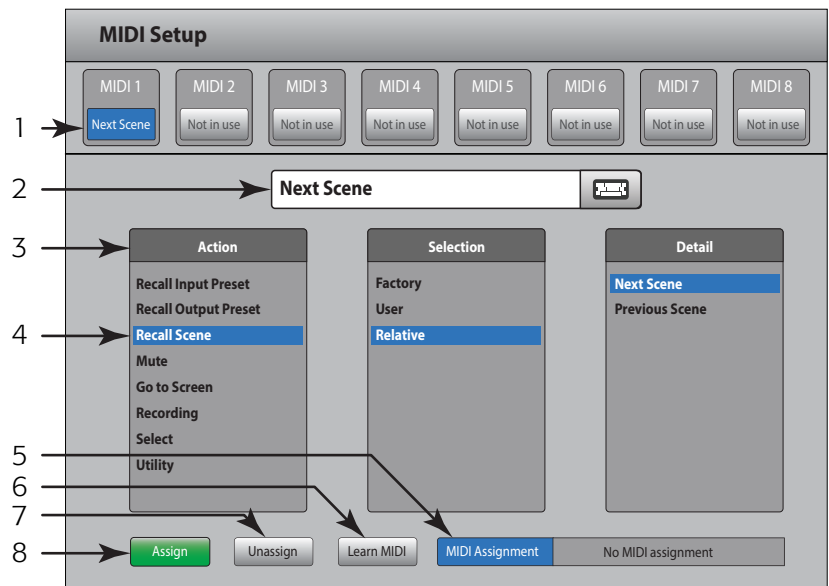 MIDI Setup
MIDI 1 MIDI 2 MIDI 3 MIDI 4 MIDI 5 MIDI 6 MIDI 7 MIDI 8
1 Next Scene Not in use Not in use Not in use Not in use Not in use Not in use Not in use
2 Next Scene
3 Action Selection Detail
Recall Input Preset Factory Next Scene
Recall Output Preset User Previous Scene
4 Recall Scene Relative
Mute
Go to Screen
Recording
Select
5
Utility
6
7
8 Assign Unassign Learn MIDI MIDI Assignment No MIDI assignment